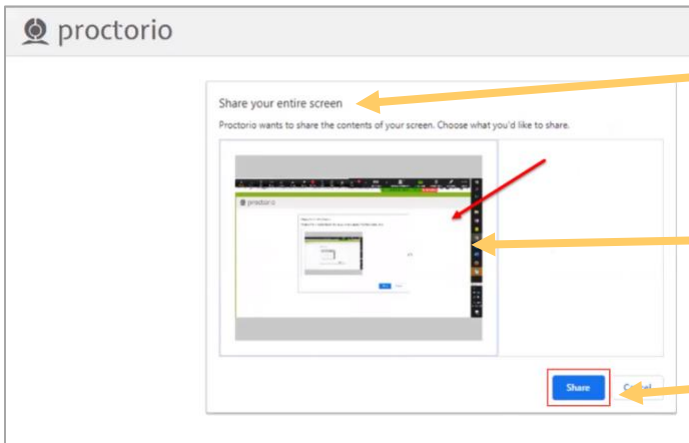 proctorio
Share your entire screen
Proctorio wants to share the contents of your screen. Choose what you'd like to share.
proctorio
Share